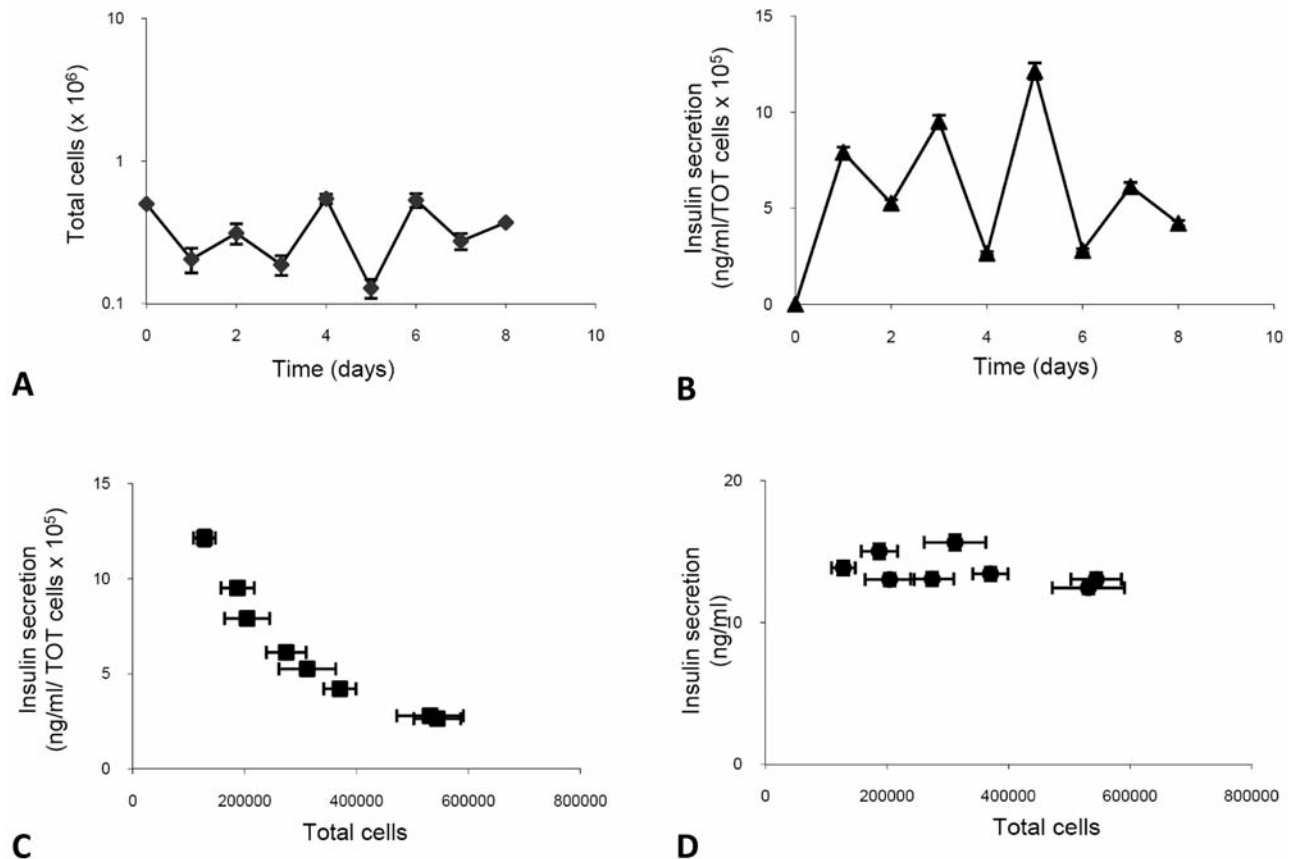 10
1
0.1
Total cells (x 10⁶)
0 2 4 6 8 10
Time (days)
A
15
10
5
0
Insulin secretion
(ng/ml/TOT cells x 10⁵)
0 2 4 6 8 10
Time (days)
B
15
10
5
0
Insulin secretion
(ng/ml/ TOT cells x 10⁵)
0 200000 400000 600000 800000
Total cells
C
20
10
0
Insulin secretion
(ng/ml)
0 200000 400000 600000 800000
Total cells
D